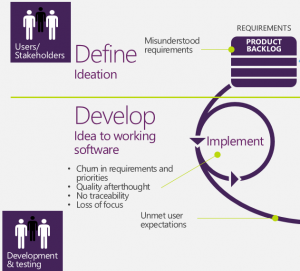 Users/
Stakeholders
Define
Ideation
Misunderstood
requirements
REQUIREMENTS
PRODUCT
BACKLOG
Develop
Idea to working
software
• Churn in requirements and
priorities
• Quality afterthought
• No traceability
• Loss of focus
Implement
Unmet user
expectations
Development
& testing